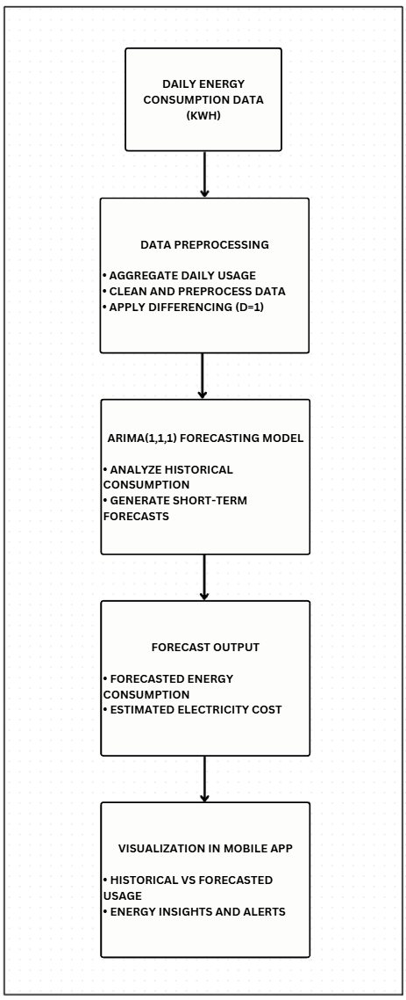 DAILY ENERGY
CONSUMPTION DATA
(KWH)
DATA PREPROCESSING
• AGGREGATE DAILY USAGE
• CLEAN AND PREPROCESS DATA
• APPLY DIFFERENCING (D=1)
ARIMA(1,1,1) FORECASTING MODEL
• ANALYZE HISTORICAL
CONSUMPTION
• GENERATE SHORT-TERM
FORECASTS
FORECAST OUTPUT
• FORECASTED ENERGY
CONSUMPTION
• ESTIMATED ELECTRICITY COST
VISUALIZATION IN MOBILE APP
• HISTORICAL VS FORECASTED
USAGE
• ENERGY INSIGHTS AND ALERTS